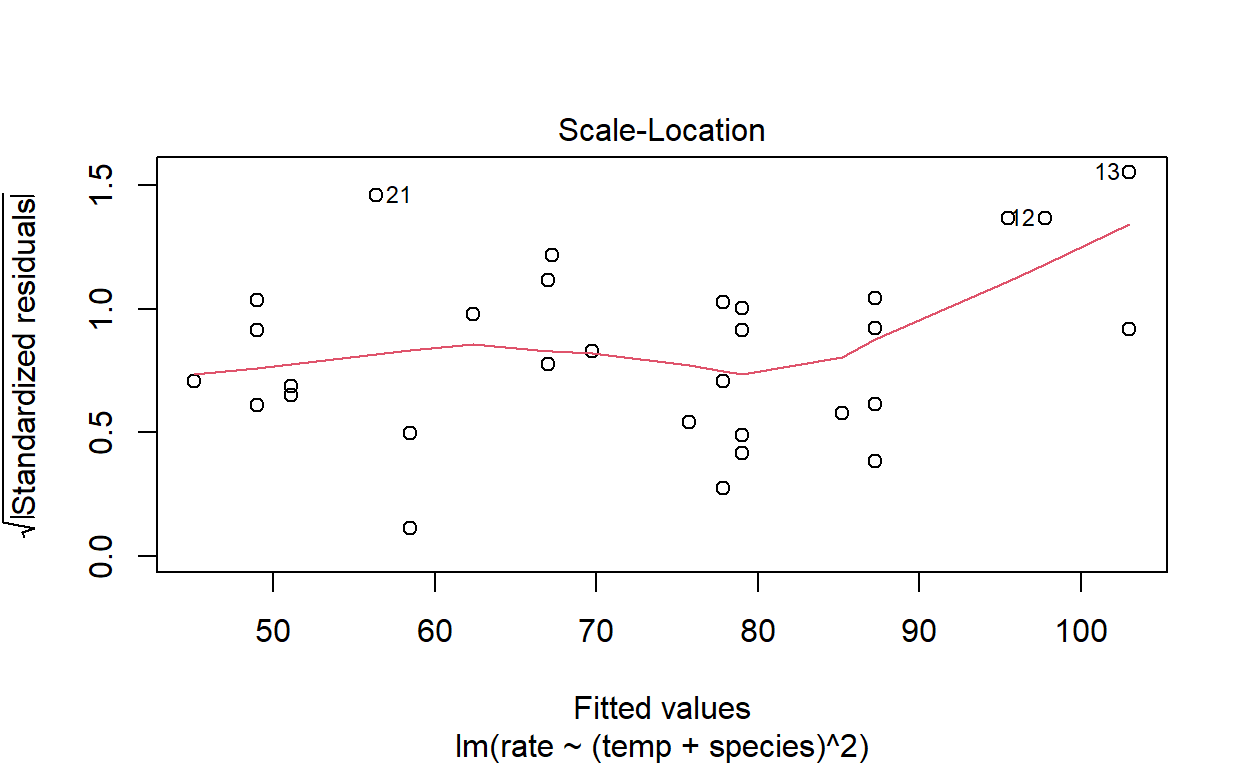 Scale-Location
√|Standardized residuals|
1.5
1.0
0.5
0.0
21
12
13
50 60 70 80 90 100
Fitted values
lm(rate ~ (temp + species)^2)